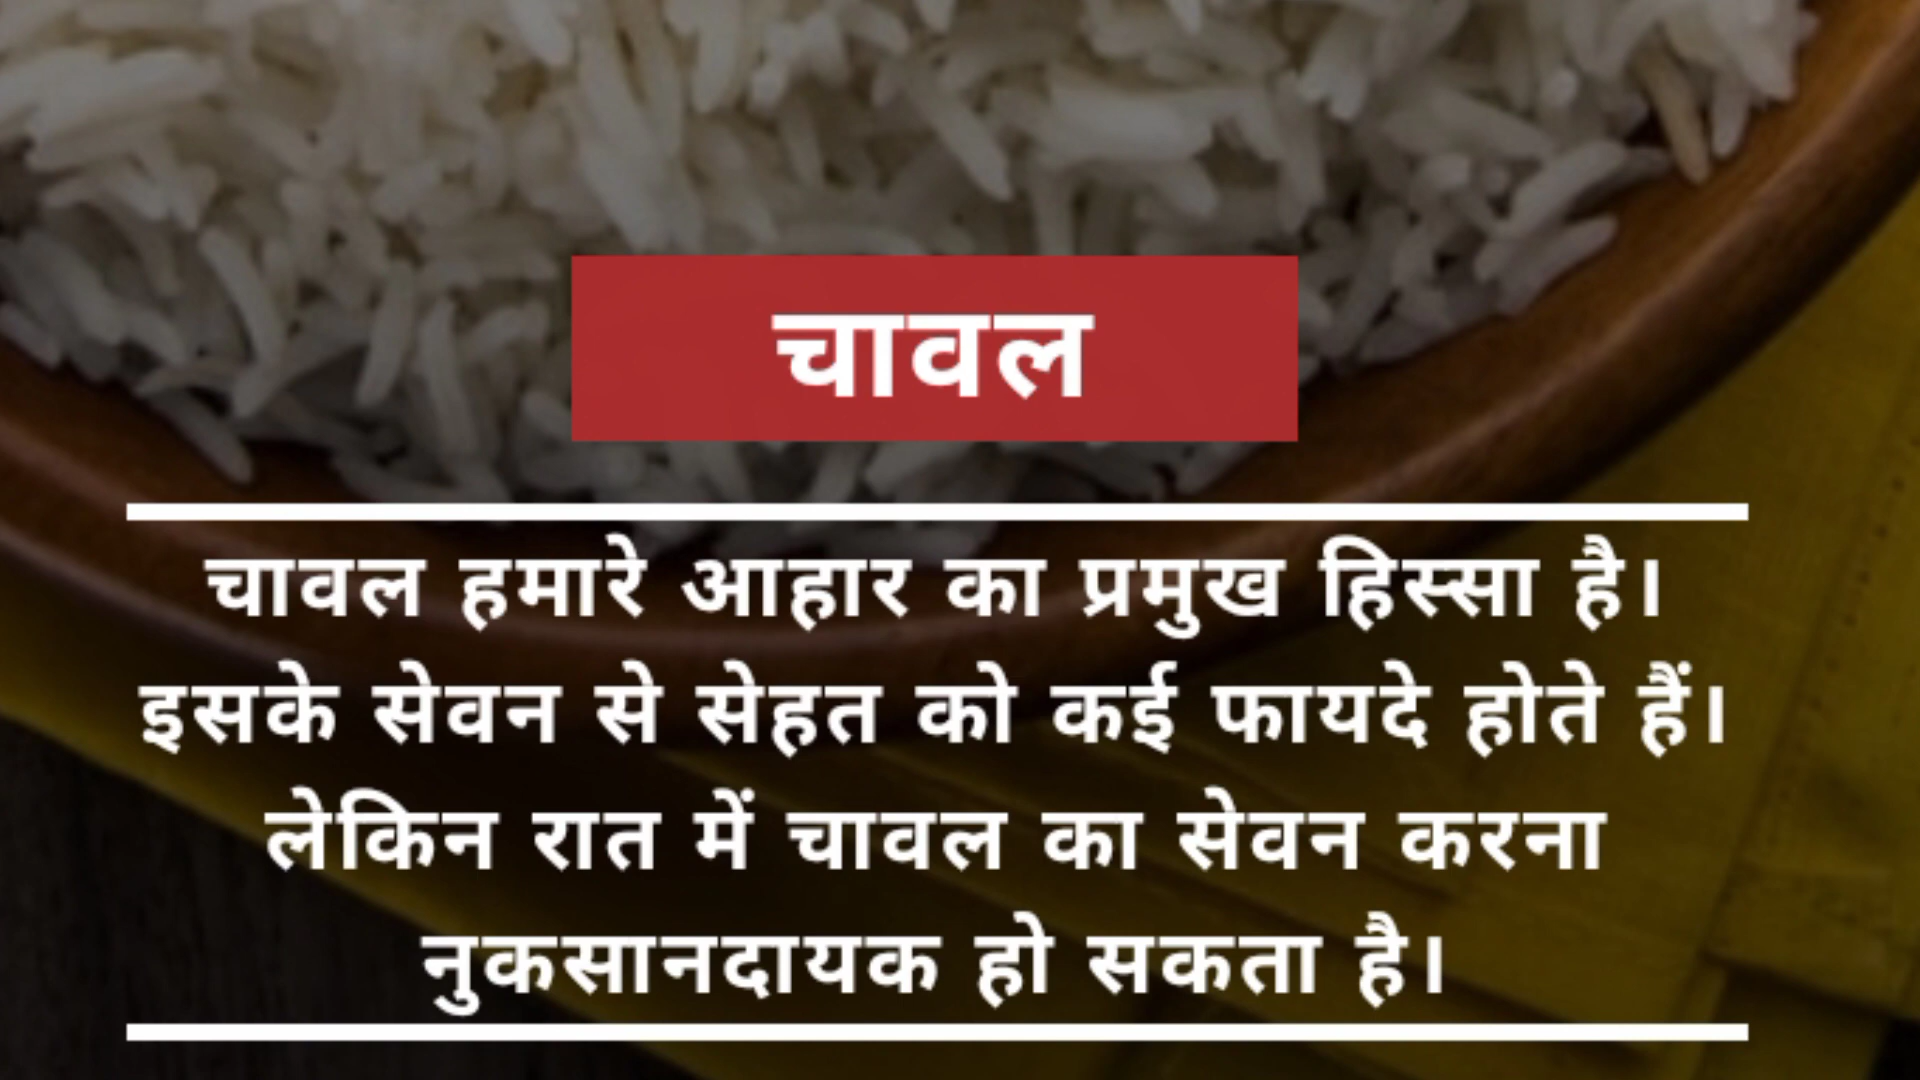 चावल
चावल हमारे आहार का प्रमुख हिस्सा है।
इसके सेवन से सेहत को कई फायदे होते हैं।
लेकिन रात में चावल का सेवन करना
नुकसानदायक हो सकता है।